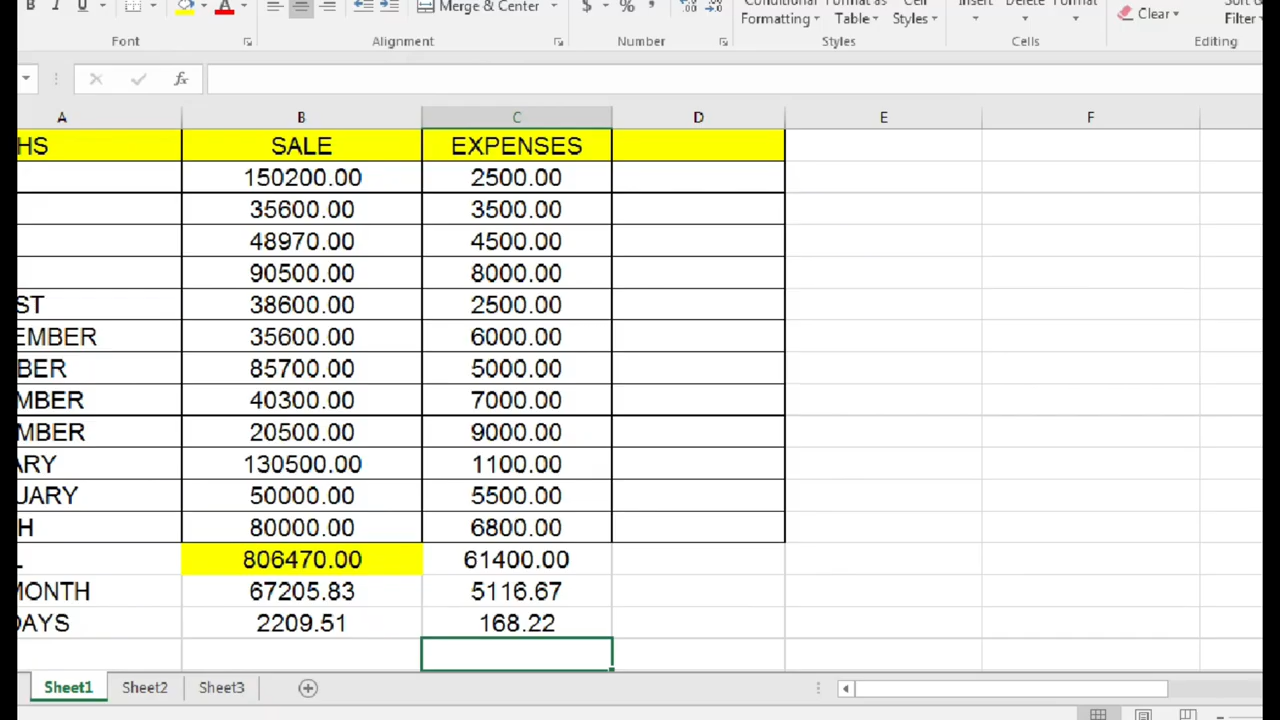 B I U A Merge & Center $ % ,
Conditional Format as Cell Insert Delete Format Clear Sort &
Formatting Table Styles Filter
Font Alignment Number Styles Cells Editing
fx
A B C D E F
HS SALE EXPENSES
150200.00 2500.00
35600.00 3500.00
48970.00 4500.00
90500.00 8000.00
ST 38600.00 2500.00
EMBER 35600.00 6000.00
BER 85700.00 5000.00
MBER 40300.00 7000.00
MBER 20500.00 9000.00
ARY 130500.00 1100.00
UARY 50000.00 5500.00
H 80000.00 6800.00
L 806470.00 61400.00
MONTH 67205.83 5116.67
DAYS 2209.51 168.22
Sheet1 Sheet2 Sheet3